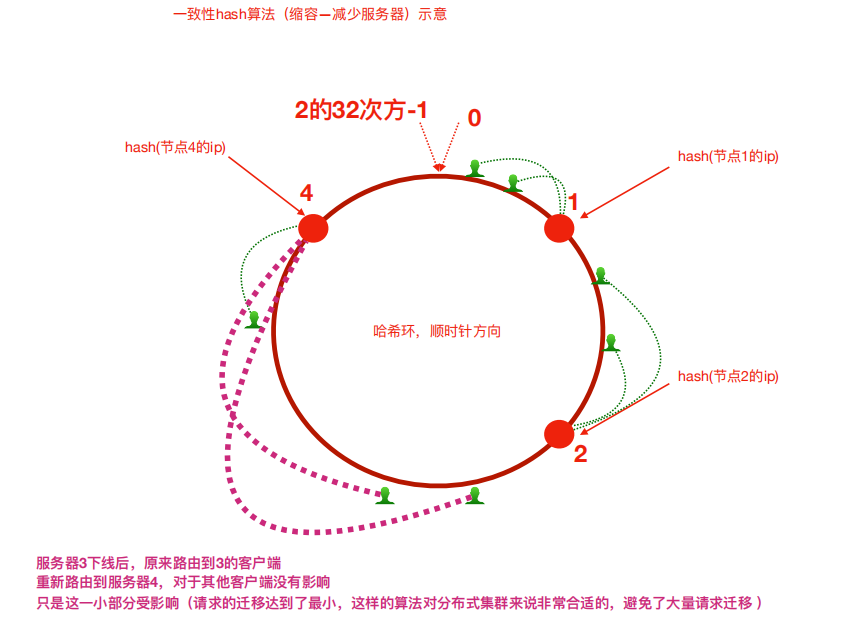 一致性hash算法（缩容—减少服务器）示意
2的32次方-1
0
hash(节点4的ip)
hash(节点1的ip)
4
1
哈希环，顺时针方向
hash(节点2的ip)
2
服务器3下线后，原来路由到3的客户端
重新路由到服务器4，对于其他客户端没有影响
只是这一小部分受影响（请求的迁移达到了最小，这样的算法对分布式集群来说非常合适的，避免了大量请求迁移 ）